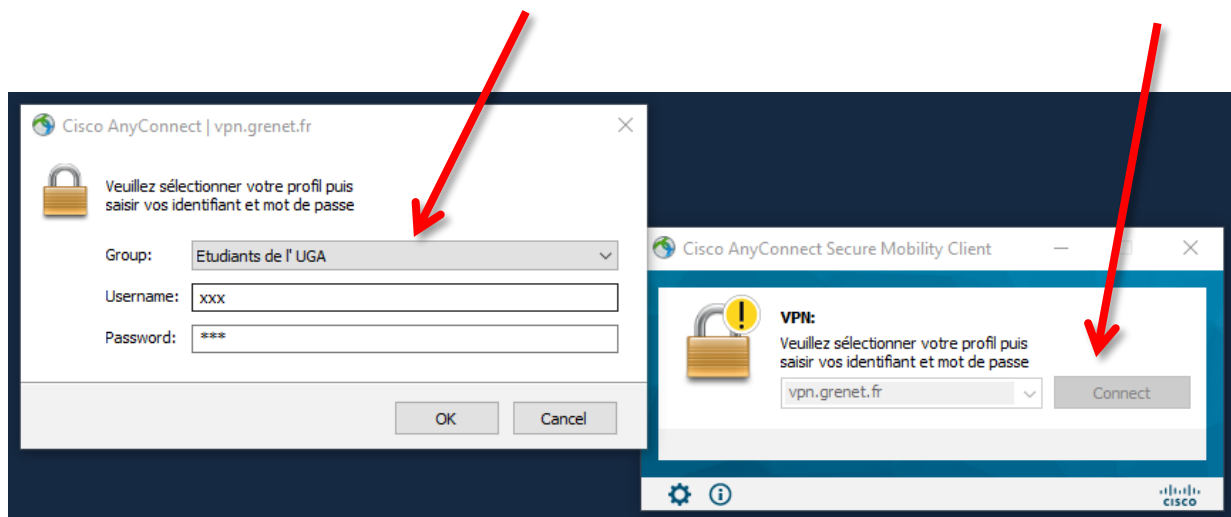 Cisco AnyConnect | vpn.grenet.fr
Veuillez sélectionner votre profil puis
saisir vos identifiant et mot de passe
Group: Etudiants de l' UGA
Username: xxx
Password: ***
OK Cancel
Cisco AnyConnect Secure Mobility Client
VPN:
Veuillez sélectionner votre profil puis
saisir vos identifiant et mot de passe
vpn.grenet.fr Connect
CISCO